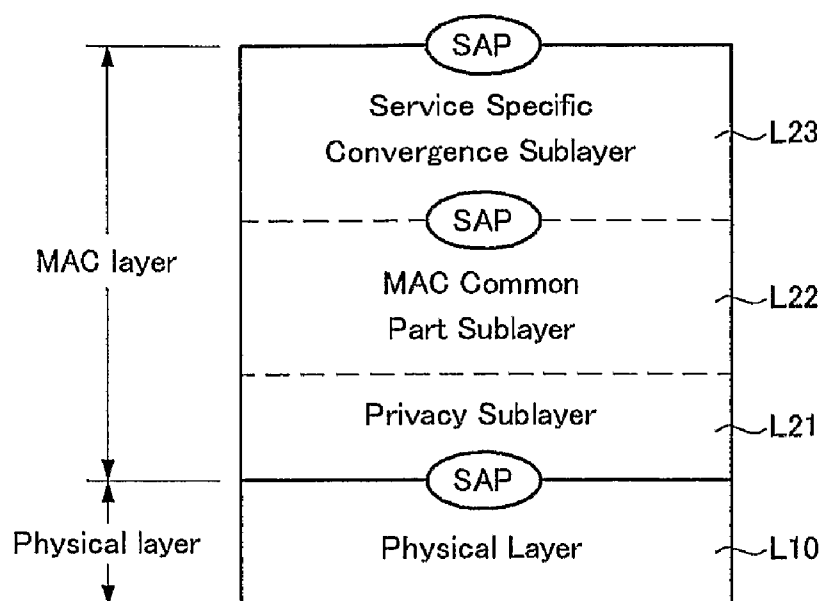 SAP
Service Specific
Convergence Sublayer
L23
SAP
MAC layer
MAC Common
Part Sublayer
L22
Privacy Sublayer
L21
SAP
Physical layer
Physical Layer
L10